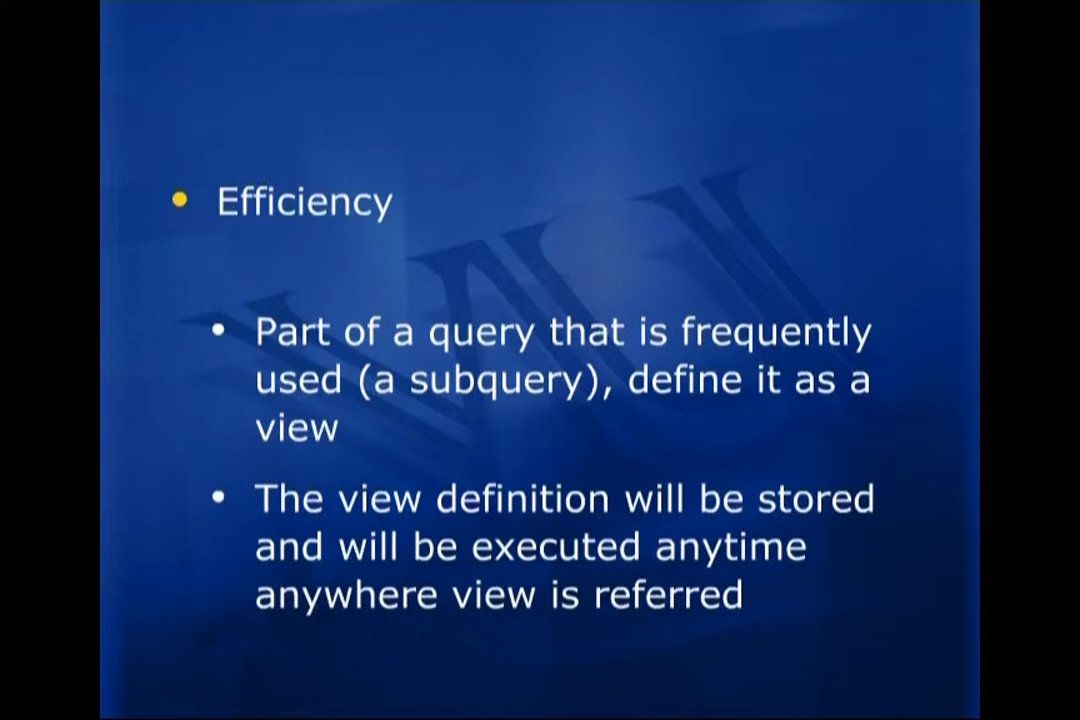 Efficiency
Part of a query that is frequently
used (a subquery), define it as a
view
The view definition will be stored
and will be executed anytime
anywhere view is referred
VU